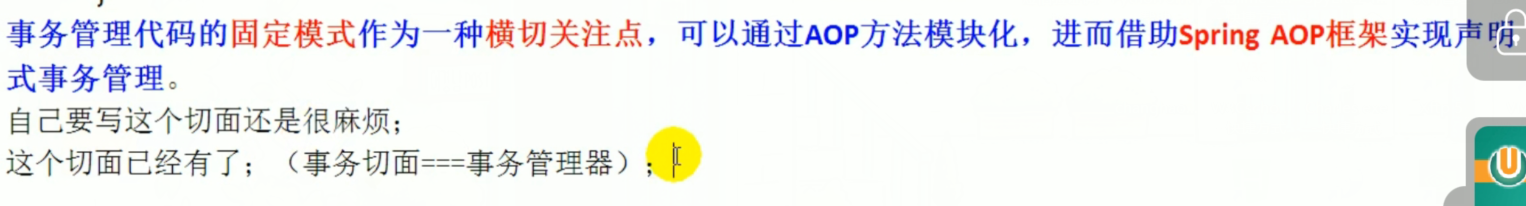 事务管理代码的固定模式作为一种横切关注点，可以通过AOP方法模块化，进而借助Spring AOP框架实现声明
式事务管理。
自己要写这个切面还是很麻烦；
这个切面已经有了；（事务切面===事务管理器）；